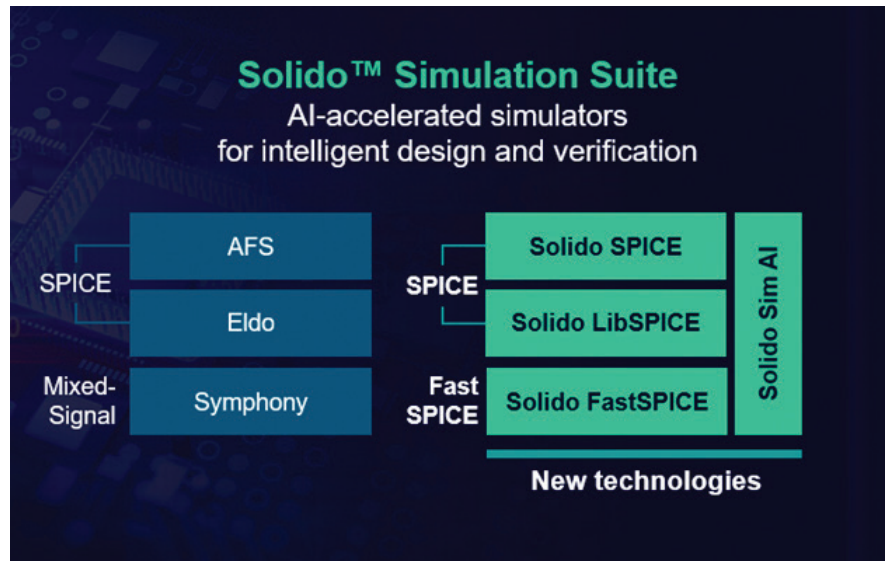 Solido™ Simulation Suite
AI-accelerated simulators
for intelligent design and verification
SPICE
AFS
Eldo
Mixed-
Signal
Symphony
SPICE
Solido SPICE
Solido LibSPICE
Fast
SPICE
Solido FastSPICE
Solido Sim AI
New technologies